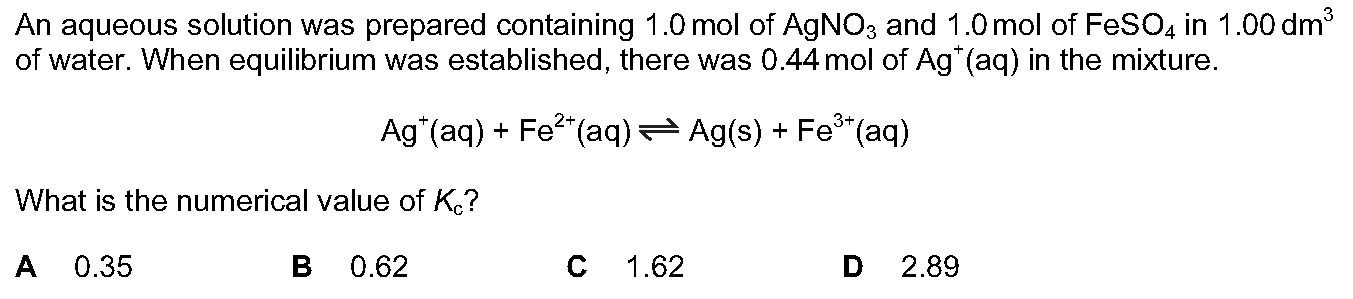 An aqueous solution was prepared containing 1.0 mol of AgNO₃ and 1.0 mol of FeSO₄ in 1.00 dm³
of water. When equilibrium was established, there was 0.44 mol of Ag⁺(aq) in the mixture.
Ag⁺(aq) + Fe²⁺(aq) ⇌ Ag(s) + Fe³⁺(aq)
What is the numerical value of K꜀?
A 0.35 B 0.62 C 1.62 D 2.89